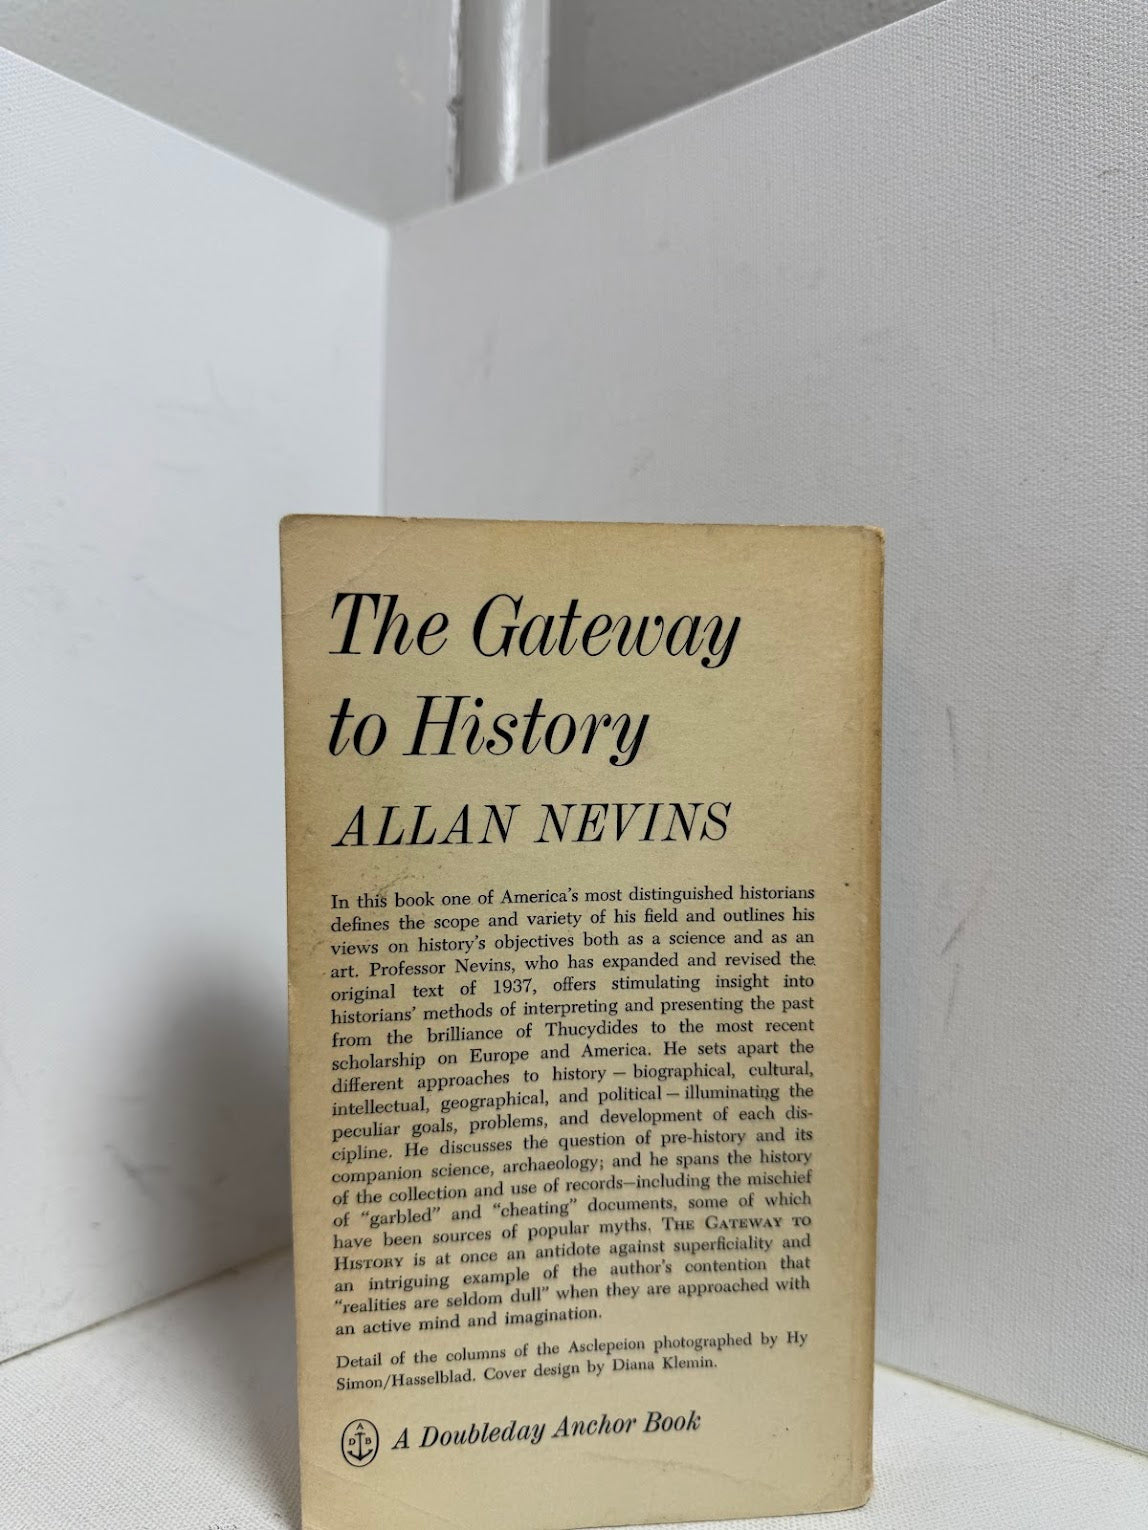 The Gateway
to History
ALLAN NEVINS
In this book one of America's most distinguished historians
defines the scope and variety of his field and outlines his
views on history's objectives both as a science and as an
art. Professor Nevins, who has expanded and revised the
original text of 1937, offers stimulating insight into
historians' methods of interpreting and presenting the past
from the brilliance of Thucydides to the most recent
scholarship on Europe and America. He sets apart the
different approaches to history — biographical, cultural,
intellectual, geographical, and political — illuminating the
peculiar goals, problems, and development of each dis-
cipline. He discusses the question of pre-history and its
companion science, archaeology; and he spans the history
of the collection and use of records—including the mischief
of "garbled" and "cheating" documents, some of which
have been sources of popular myths. THE GATEWAY TO
HISTORY is at once an antidote against superficiality and
an intriguing example of the author's contention that
"realities are seldom dull" when they are approached with
an active mind and imagination.
Detail of the columns of the Asclepeion photographed by Hy
Simon/Hasselblad. Cover design by Diana Klemin.
A
D B
A Doubleday Anchor Book